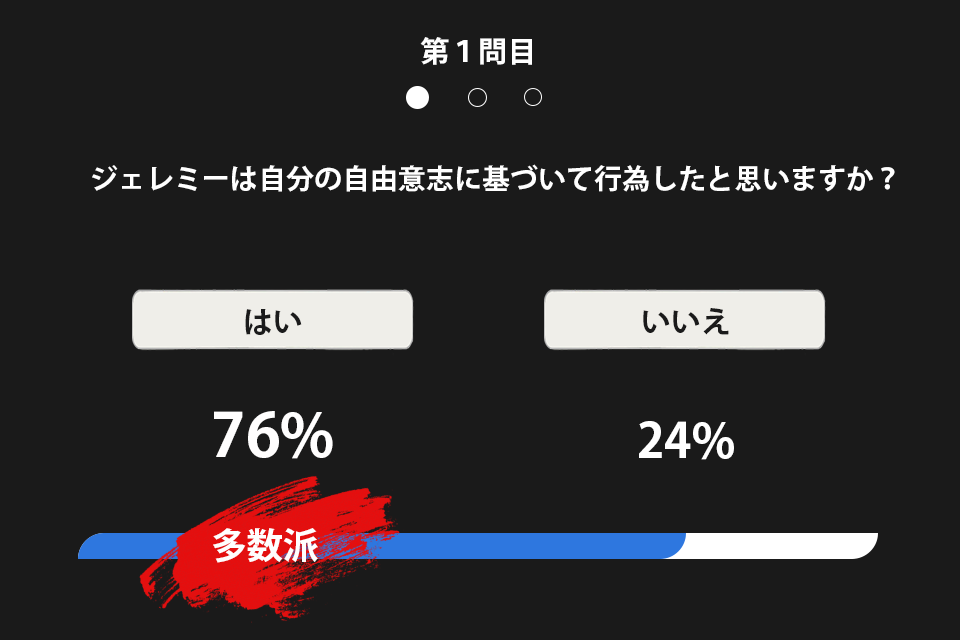 第１問目
ジェレミーは自分の自由意志に基づいて行為したと思いますか？
はい
いいえ
76%
24%
多数派